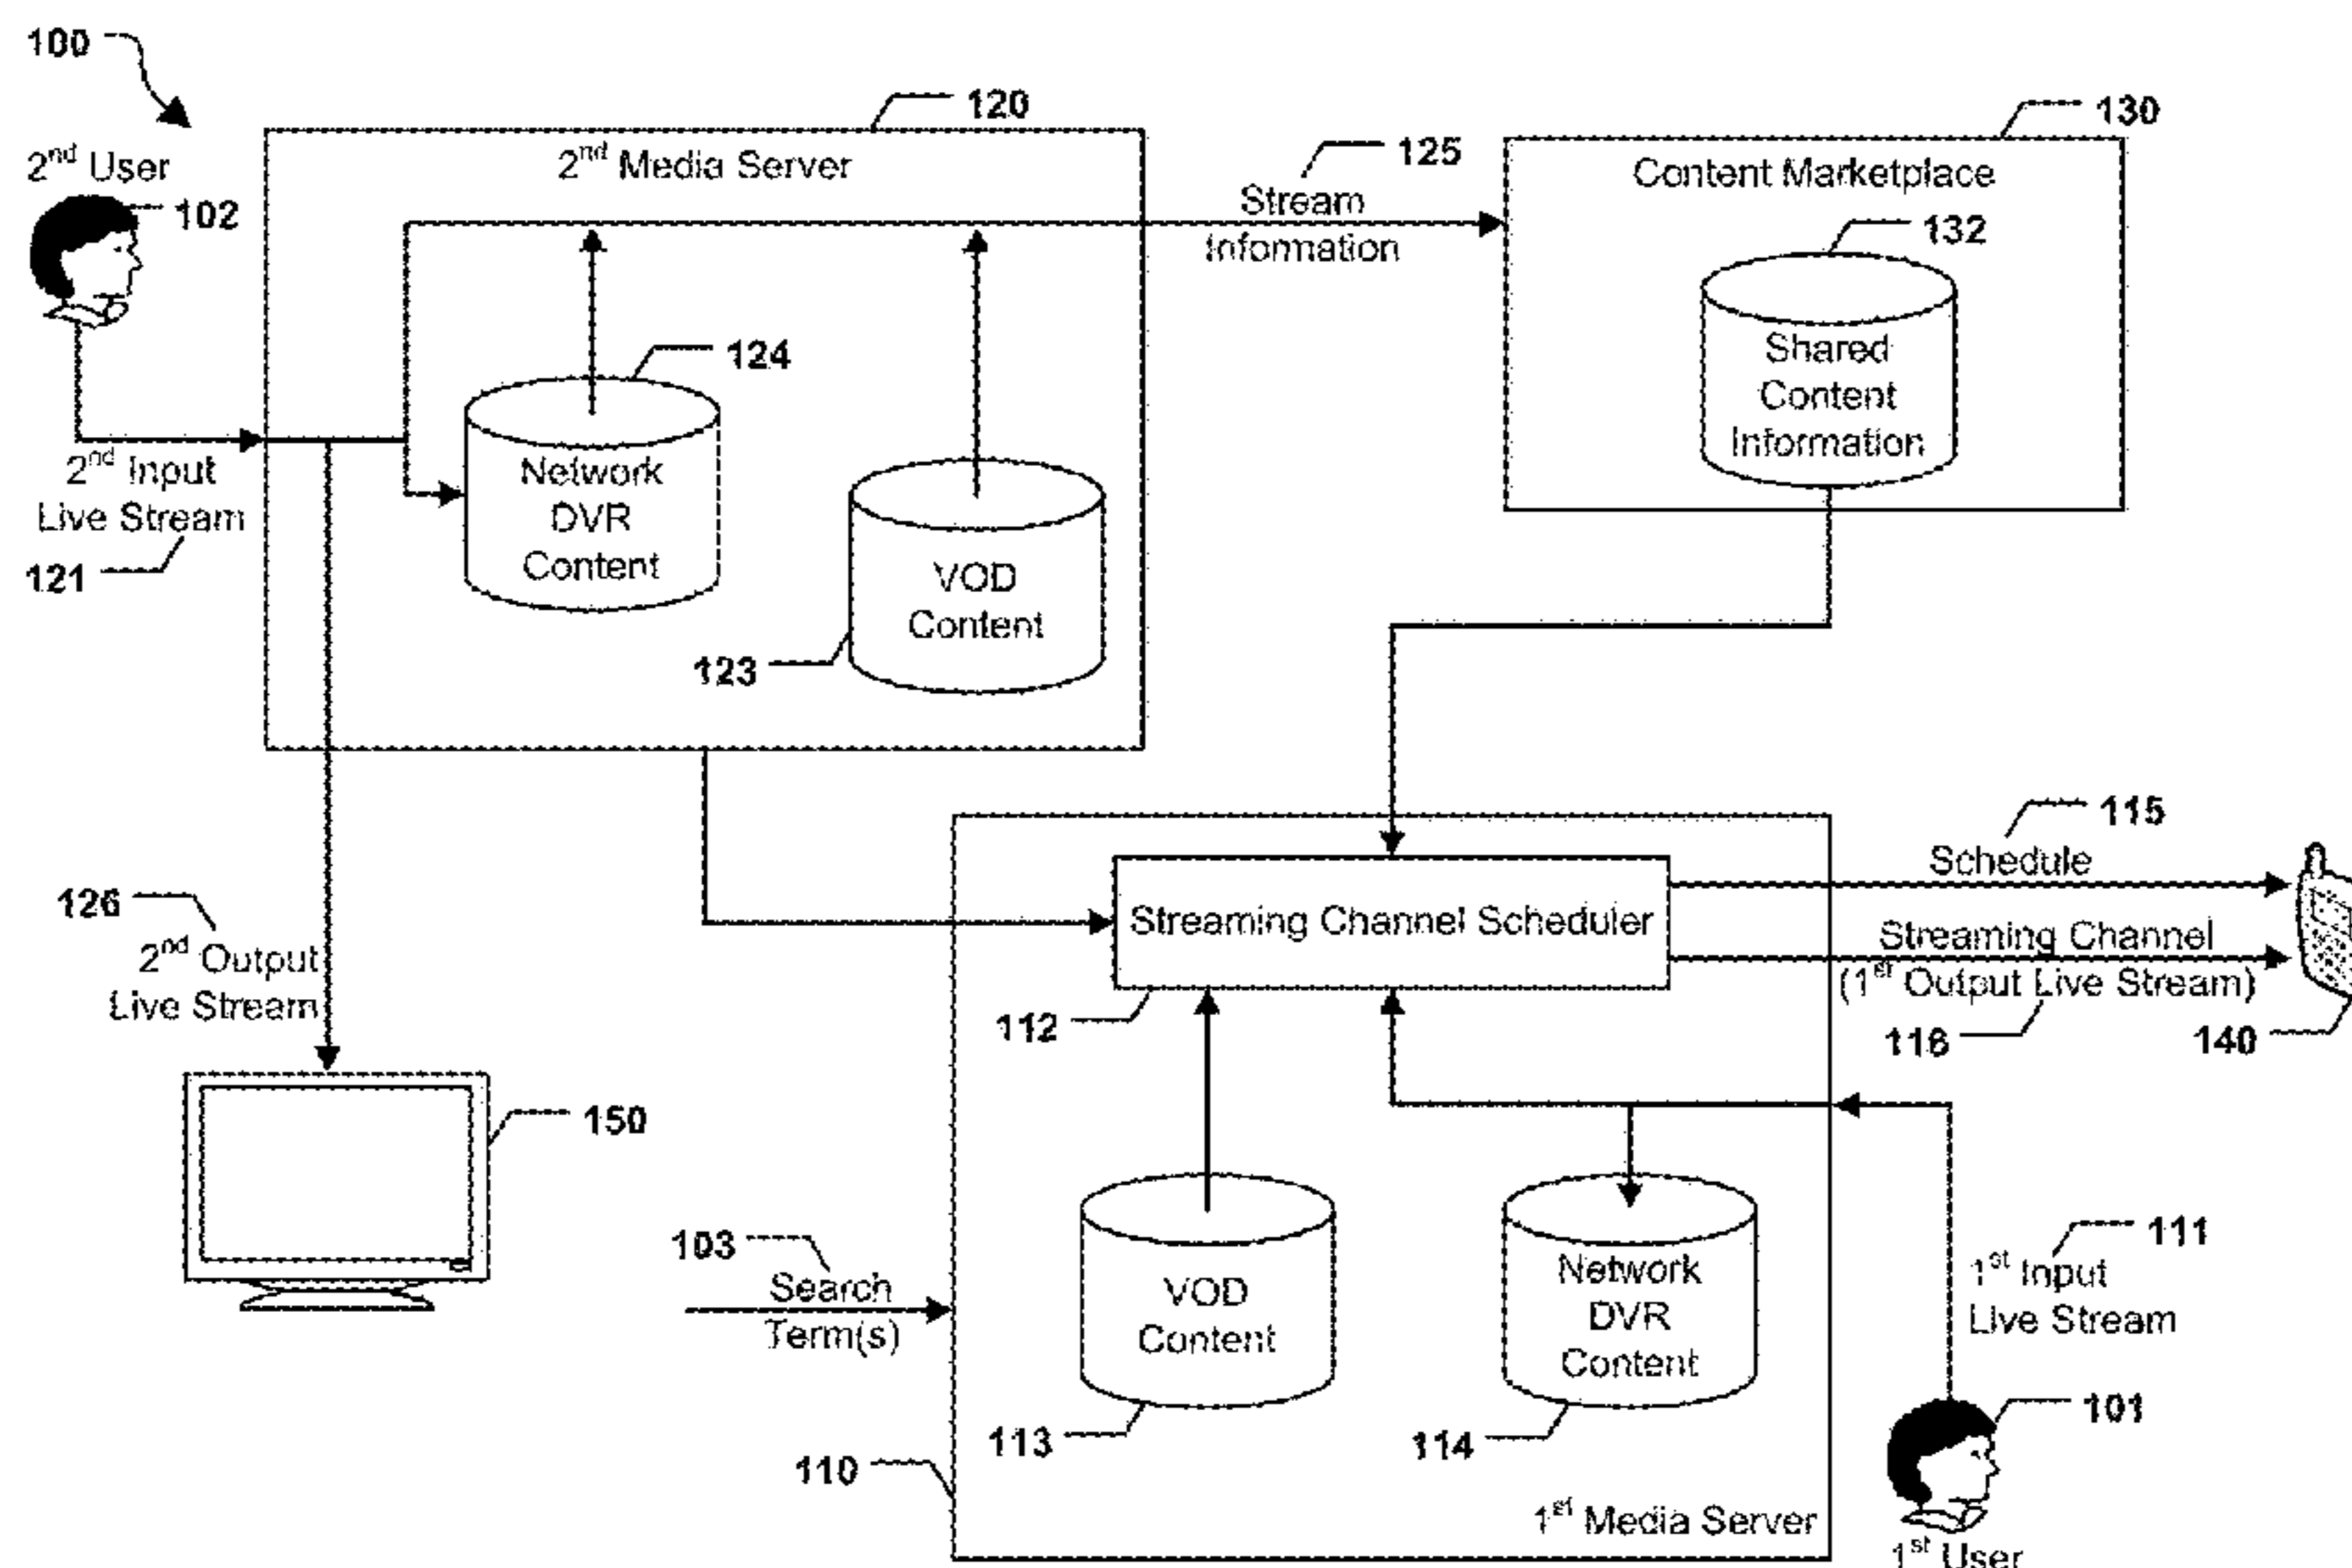 100
120
130
2nd User
102
2nd Media Server
125
Stream
Information
Content Marketplace
132
Shared
Content
Information
124
Network
DVR
Content
VOD
Content
123
2nd Input
Live Stream
121
126
2nd Output
Live Stream
150
115
Schedule
Streaming Channel Scheduler
Streaming Channel
(1st Output Live Stream)
116
140
112
103
Search
Term(s)
VOD
Content
113
Network
DVR
Content
114
111
1st Input
Live Stream
101
110
1st Media Server
1st User